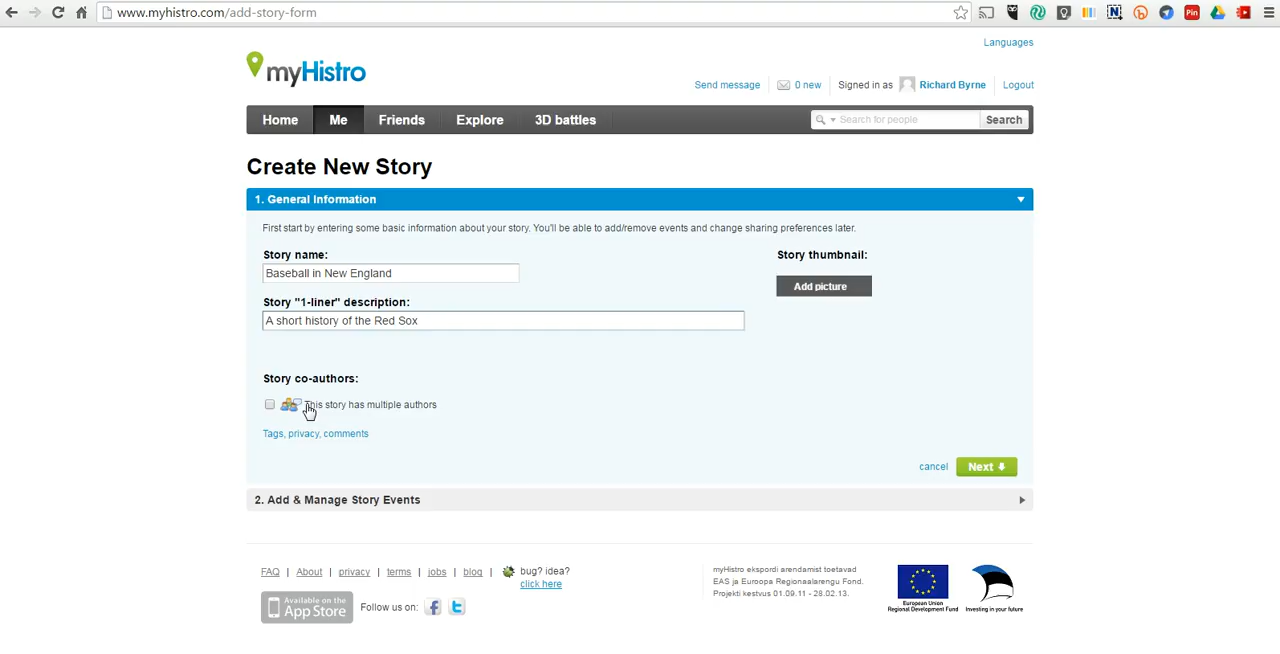 www.myhistro.com/add-story-form
Pin
Languages
myHistro
Send message
0 new
Signed in as
Richard Byrne
Logout
Home
Me
Friends
Explore
3D battles
Search for people
Search
Create New Story
1. General Information
First start by entering some basic information about your story. You'll be able to add/remove events and change sharing preferences later.
Story name:
Story thumbnail:
Baseball in New England
Add picture
Story "1-liner" description:
A short history of the Red Sox
Story co-authors:
This story has multiple authors
Tags, privacy, comments
cancel
Next
2. Add & Manage Story Events
FAQ | About | privacy | terms | jobs | blog |
bug? idea?
click here
Available on the
App Store
Follow us on:
myHistro ekspordi arendamist toetavad
EAS ja Euroopa Regionaalarengu Fond.
Projekti kestvus 01.09.11 - 28.02.13.
European Union
Regional Development Fund
Investing in your future